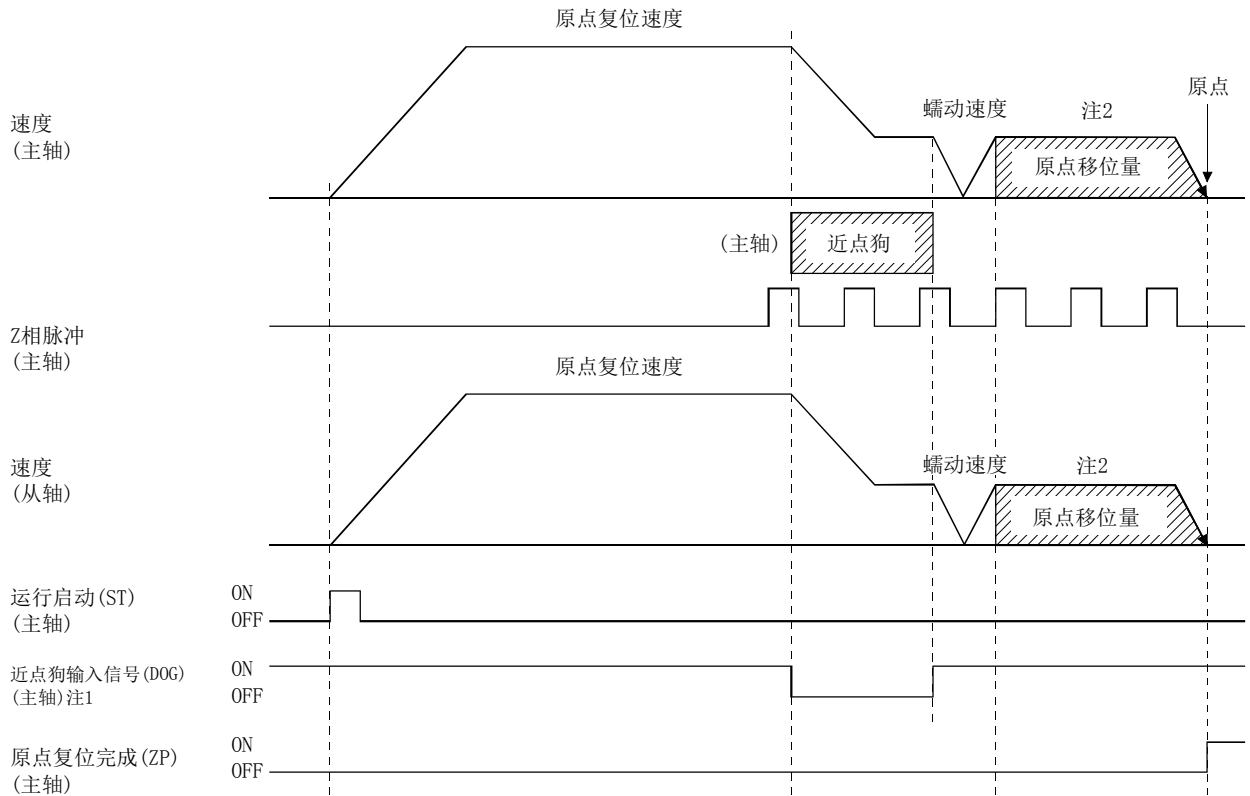 原点复位速度
原点
蠕动速度
注2
速度
(主轴)
原点移位量
(主轴)
近点狗
Z相脉冲
(主轴)
原点复位速度
蠕动速度
注2
速度
(从轴)
原点移位量
运行启动(ST)
(主轴)
ON
OFF
近点狗输入信号(DOG)
(主轴)注1
ON
OFF
原点复位完成(ZP)
(主轴)
ON
OFF